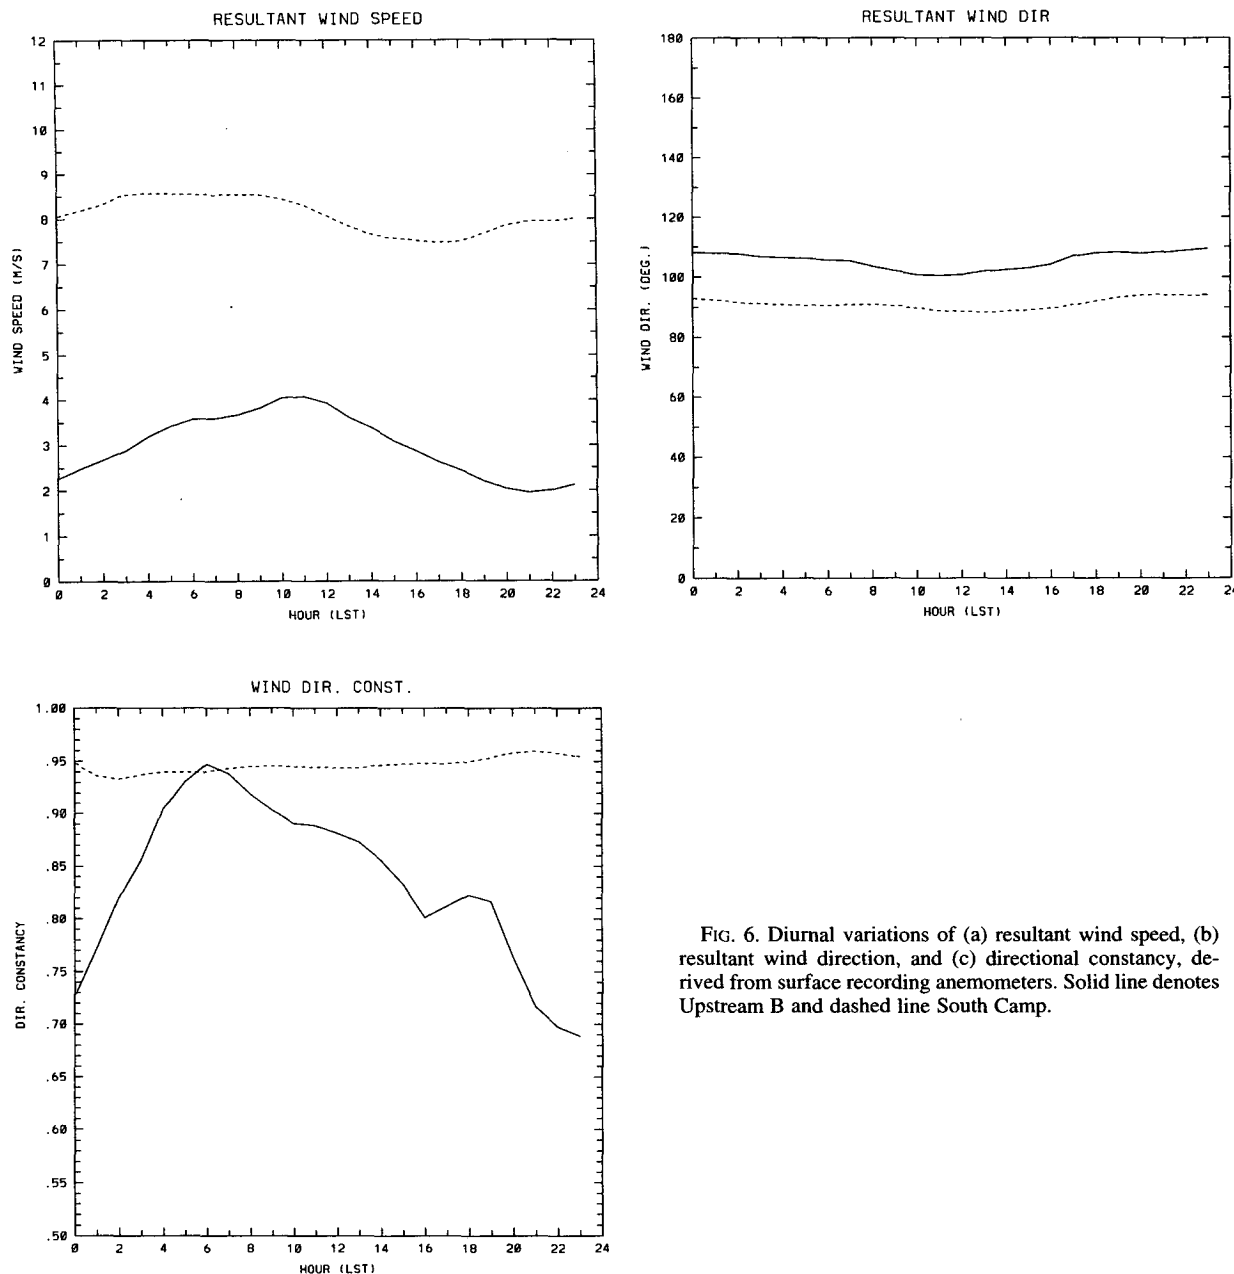 RESULTANT WIND SPEED
12
11
10
9
8
7
6
5
4
3
2
1
0
WIND SPEED (M/S)
0 2 4 6 8 10 12 14 16 18 20 22 24
HOUR (LST)
RESULTANT WIND DIR
180
160
140
120
100
80
60
40
20
0
WIND DIR. (DEG.)
0 2 4 6 8 10 12 14 16 18 20 22 24
HOUR (LST)
WIND DIR. CONST.
1.00
.95
.90
.85
.80
.75
.70
.65
.60
.55
.50
DIR. CONSTANCY
0 2 4 6 8 10 12 14 16 18 20 22 24
HOUR (LST)
FIG. 6. Diurnal variations of (a) resultant wind speed, (b)
resultant wind direction, and (c) directional constancy, de-
rived from surface recording anemometers. Solid line denotes
Upstream B and dashed line South Camp.